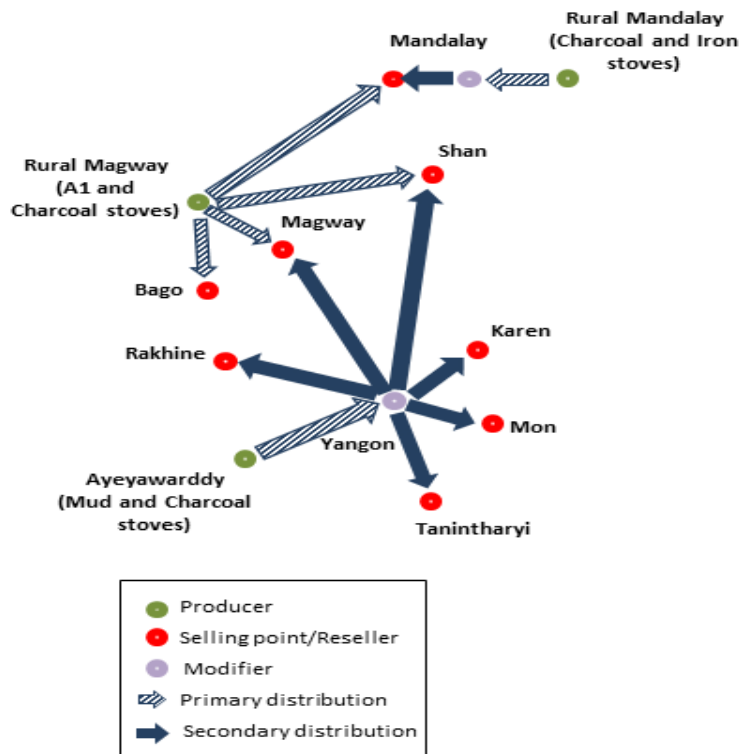 Rural Mandalay
(Charcoal and Iron
stoves)
Mandalay
Shan
Rural Magway
(A1 and
Charcoal stoves)
Magway
Bago
Karen
Rakhine
Mon
Yangon
Ayeyawarddy
(Mud and Charcoal
stoves)
Tanintharyi
Producer
Selling point/Reseller
Modifier
Primary distribution
Secondary distribution